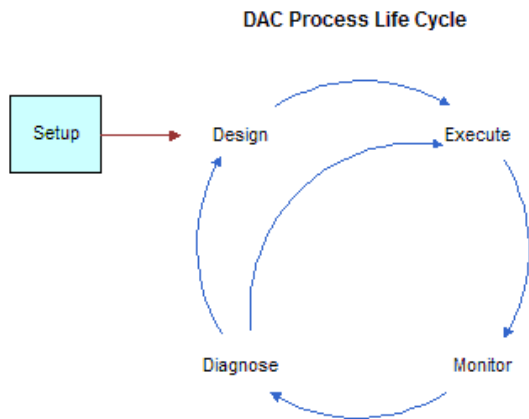 DAC Process Life Cycle
Setup
Design
Execute
Diagnose
Monitor